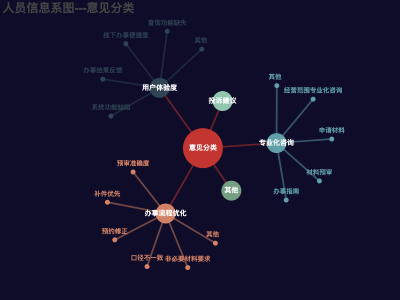 人员信息系图---意见分类
宣传功能缺失
线下办事便捷度
其他
办事结果反馈
用户体验度
系统功能缺陷
投诉建议
其他
经营范围专业化咨询
申请材料
专业化咨询
材料预审
办事指南
意见分类
其他
预审准确度
补件优先
办事流程优化
预约修正
其他
口径不一致
非必要材料要求